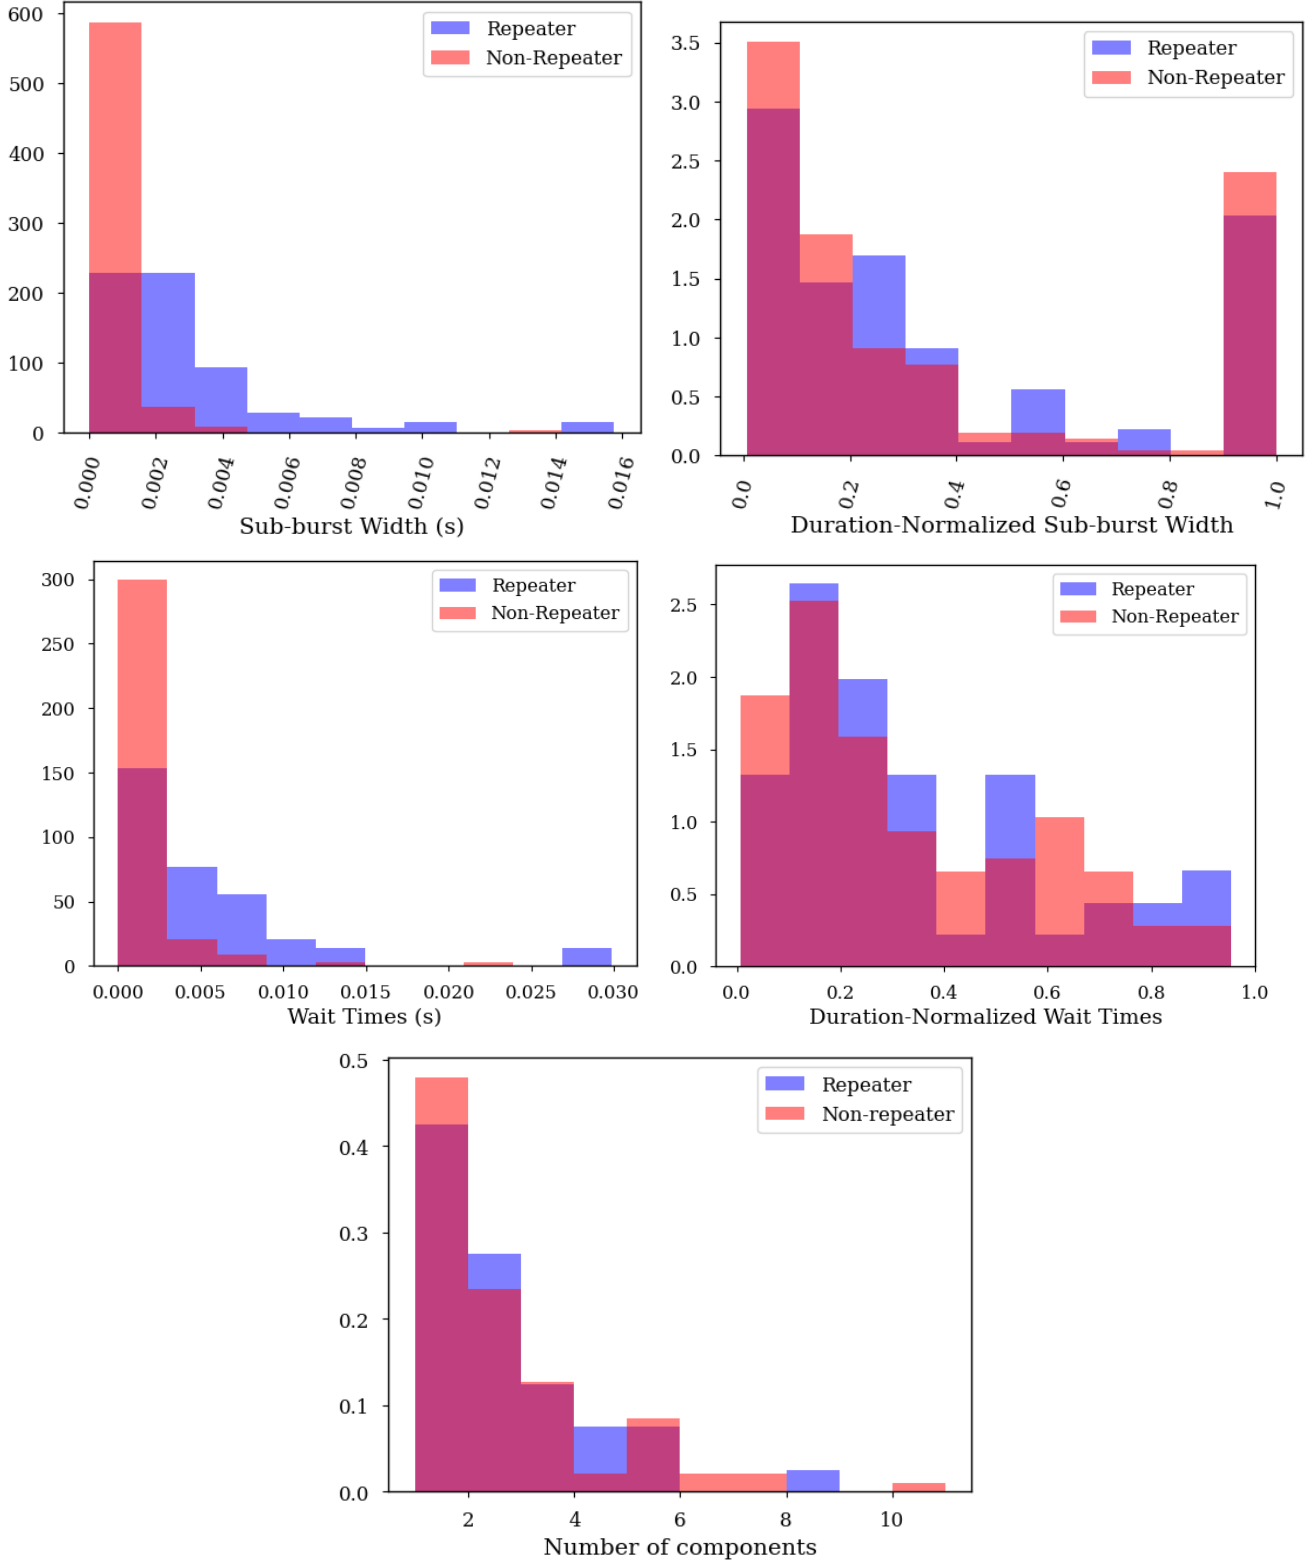 600
500
400
300
200
100
0
Repeater
Non-Repeater
0.000
0.002
0.004
0.006
0.008
0.010
0.012
0.014
0.016
Sub-burst Width (s)
3.5
3.0
2.5
2.0
1.5
1.0
0.5
0.0
Repeater
Non-Repeater
0.0
0.2
0.4
0.6
0.8
1.0
Duration-Normalized Sub-burst Width
300
250
200
150
100
50
0
Repeater
Non-Repeater
0.000 0.005 0.010 0.015 0.020 0.025 0.030
Wait Times (s)
2.5
2.0
1.5
1.0
0.5
0.0
Repeater
Non-Repeater
0.0 0.2 0.4 0.6 0.8 1.0
Duration-Normalized Wait Times
0.5
0.4
0.3
0.2
0.1
0.0
Repeater
Non-repeater
2 4 6 8 10
Number of components